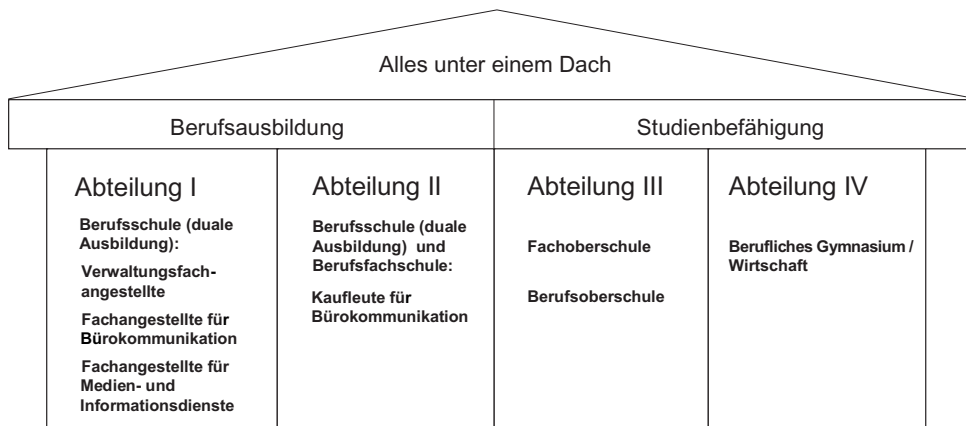 Alles unter einem Dach
Berufsausbildung
Studienbefähigung
Abteilung I
Berufsschule (duale
Ausbildung):
Verwaltungsfach-
angestellte
Fachangestellte für
Bürokommunikation
Fachangestellte für
Medien- und
Informationsdienste
Abteilung II
Berufsschule (duale
Ausbildung) und
Berufsfachschule:
Kaufleute für
Bürokommunikation
Abteilung III
Fachoberschule
Berufsoberschule
Abteilung IV
Berufliches Gymnasium /
Wirtschaft